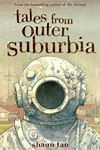 from the bestselling author of The Arrival
tales from
outer
suburbia
shaun tan